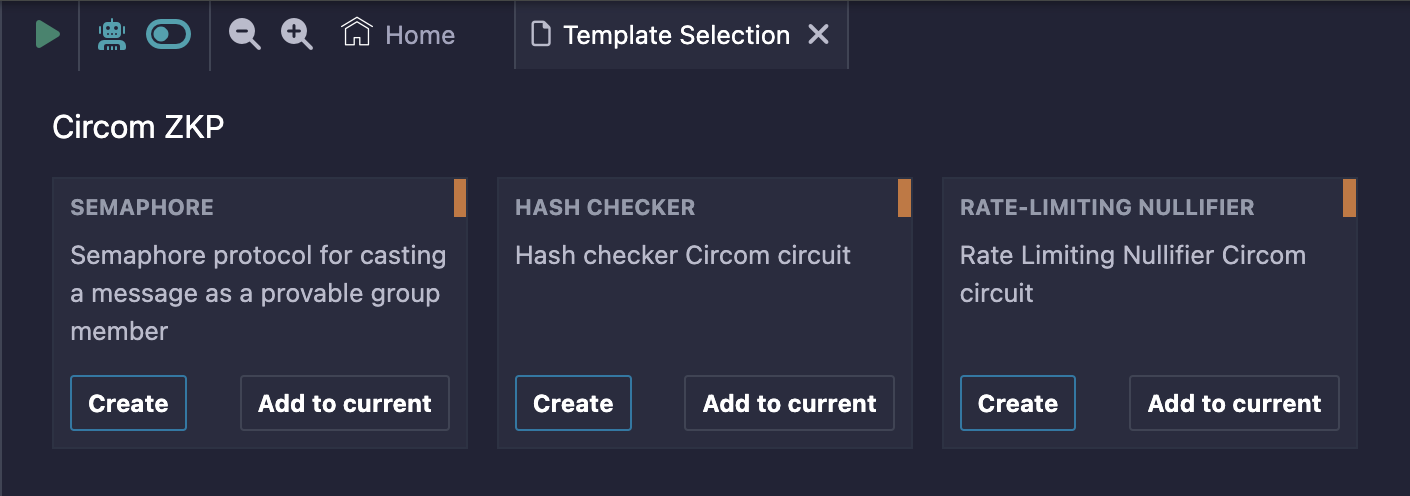 Home
Template Selection
Circom ZKP
SEMAPHORE
Semaphore protocol for casting
a message as a provable group
member
Create
Add to current
HASH CHECKER
Hash checker Circom circuit
Create
Add to current
RATE-LIMITING NULLIFIER
Rate Limiting Nullifier Circom
circuit
Create
Add to current